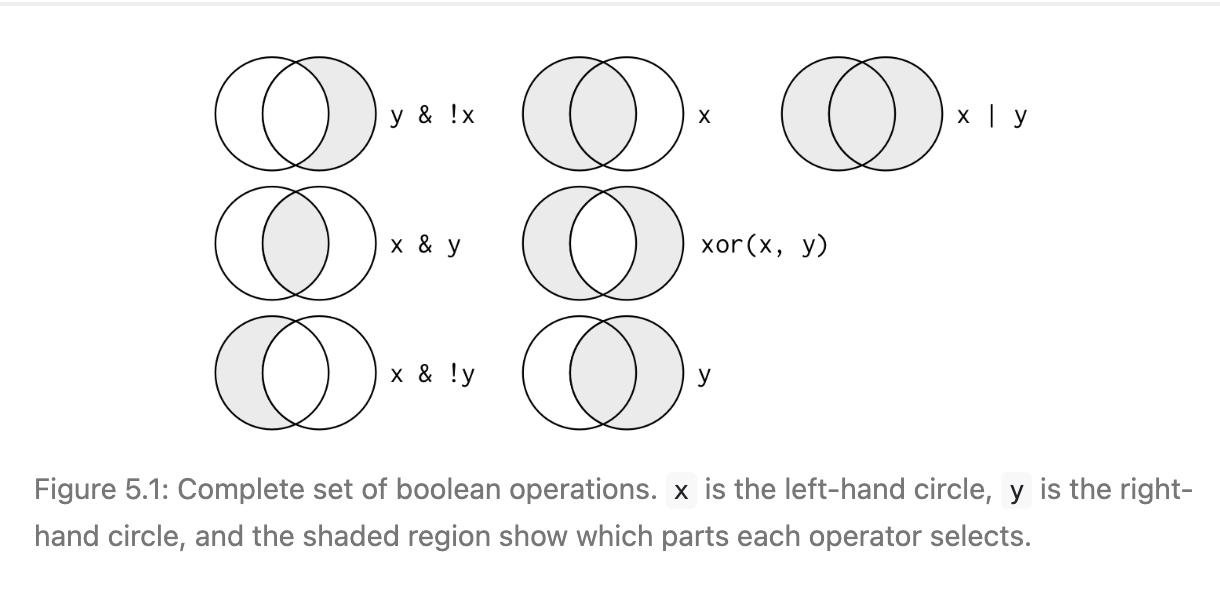 y & !x
x
x | y
x & y
xor(x, y)
x & !y
y
Figure 5.1: Complete set of boolean operations. x is the left-hand circle, y is the right-
hand circle, and the shaded region show which parts each operator selects.